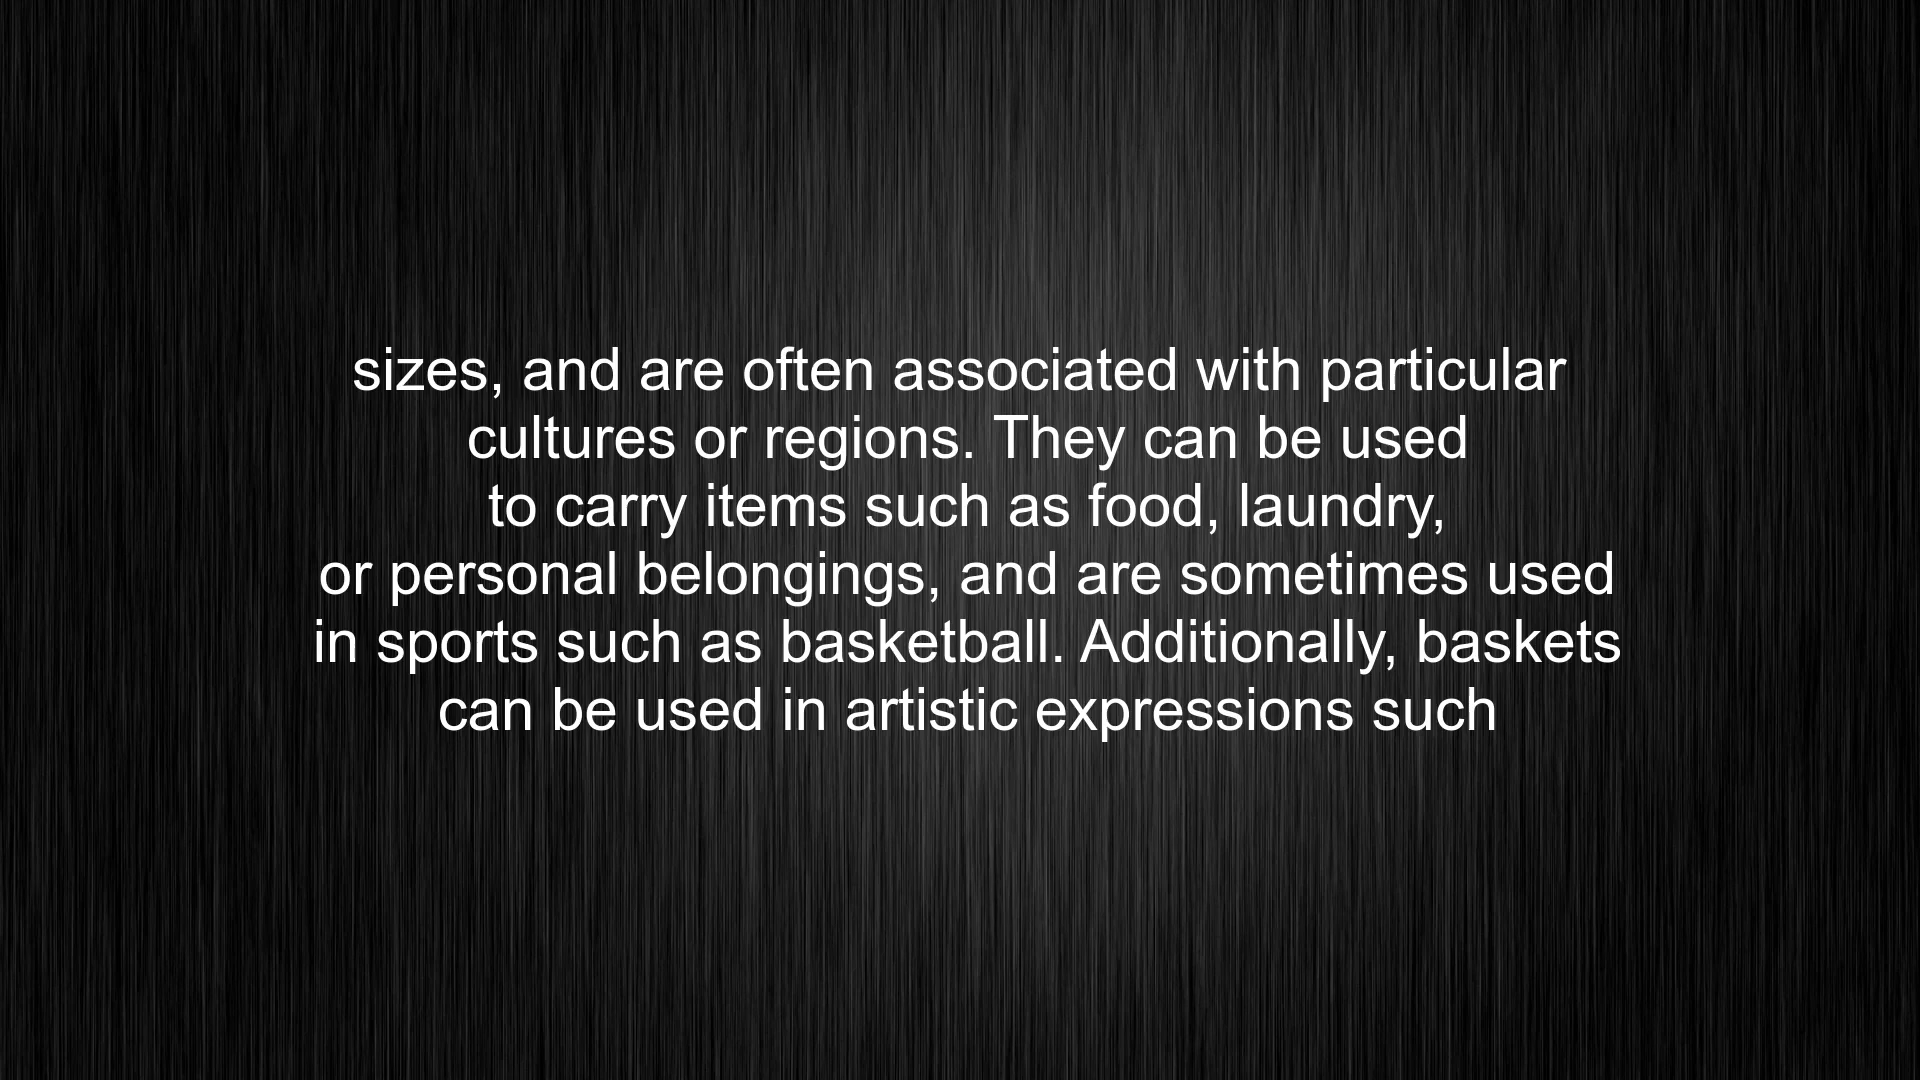 sizes, and are often associated with particular
cultures or regions. They can be used
to carry items such as food, laundry,
or personal belongings, and are sometimes used
in sports such as basketball. Additionally, baskets
can be used in artistic expressions such